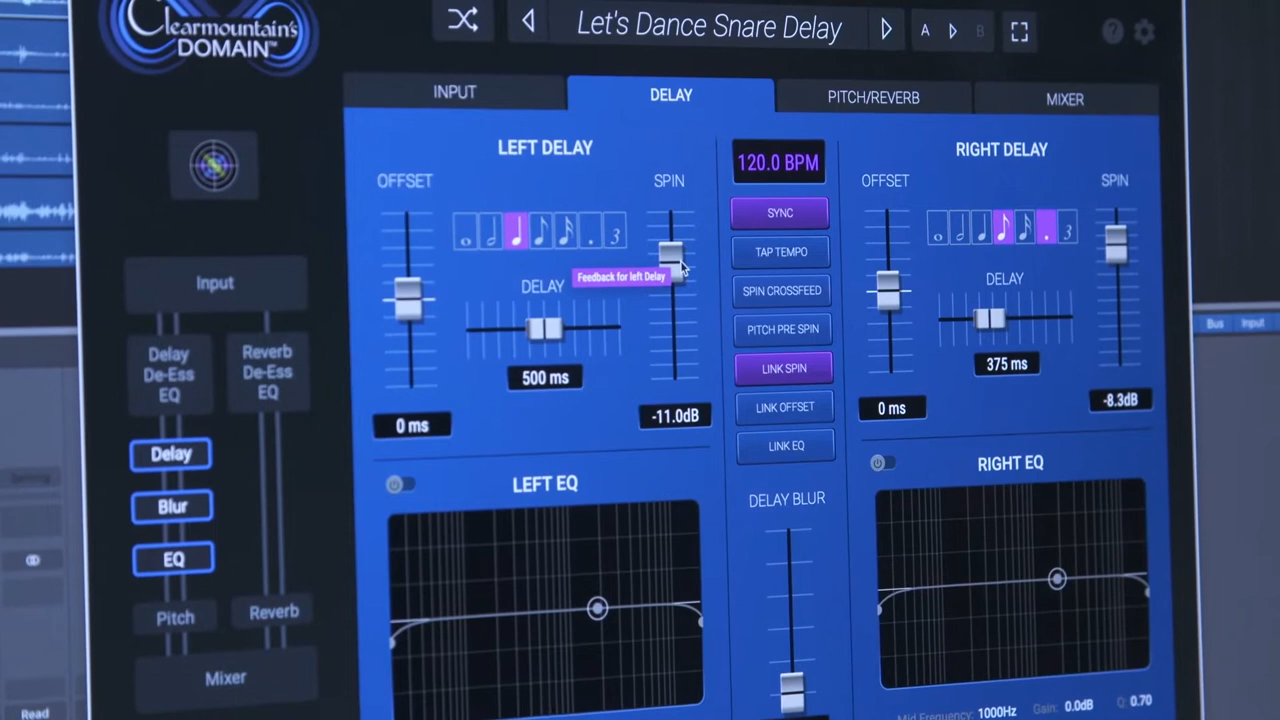 Clearmountain's
DOMAIN™
Let's Dance Snare Delay
A
B
?
INPUT
DELAY
PITCH/REVERB
MIXER
LEFT DELAY
OFFSET
SPIN
3
DELAY
Feedback for left Delay
500 ms
0 ms
-11.0dB
120.0 BPM
SYNC
TAP TEMPO
SPIN CROSSFEED
PITCH PRE SPIN
LINK SPIN
LINK OFFSET
LINK EQ
DELAY BLUR
RIGHT DELAY
OFFSET
SPIN
3
DELAY
375 ms
0 ms
-8.3dB
LEFT EQ
RIGHT EQ
Mid Frequency: 1000Hz Gain: 0.0dB Q: 0.70
Input
Delay
De-Ess
EQ
Reverb
De-Ess
EQ
Delay
Blur
EQ
Pitch
Reverb
Mixer
Read
Bus Input